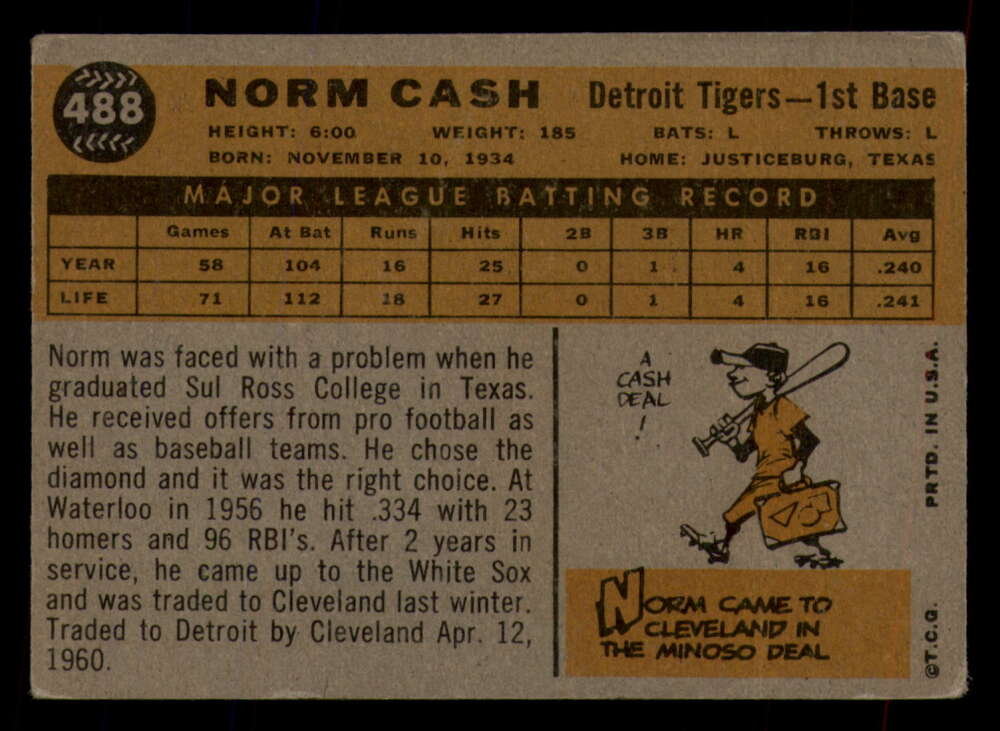 488
NORM CASH Detroit Tigers—1st Base
HEIGHT: 6:00 WEIGHT: 185 BATS: L THROWS: L
BORN: NOVEMBER 10, 1934 HOME: JUSTICEBURG, TEXAS
MAJOR LEAGUE BATTING RECORD
Games At Bat Runs Hits 2B 3B HR RBI Avg
YEAR 58 104 16 25 0 1 4 16 .240
LIFE 71 112 18 27 0 1 4 16 .241
Norm was faced with a problem when he
graduated Sul Ross College in Texas.
He received offers from pro football as
well as baseball teams. He chose the
diamond and it was the right choice. At
Waterloo in 1956 he hit .334 with 23
homers and 96 RBI's. After 2 years in
service, he came up to the White Sox
and was traded to Cleveland last winter.
Traded to Detroit by Cleveland Apr. 12,
1960.
A
CASH
DEAL
!
NORM CAME TO
CLEVELAND IN
THE MINOSO DEAL
©T.C.G. PRTD. IN U.S.A.